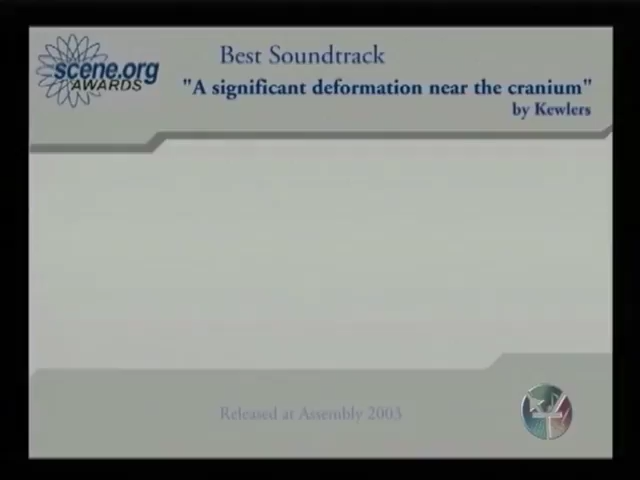 scene.org
AWARDS
Best Soundtrack
"A significant deformation near the cranium"
by Kewlers
Released at Assembly 2003